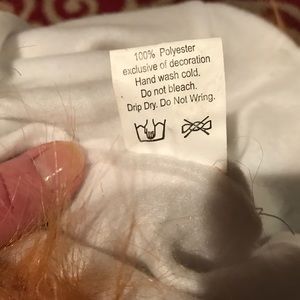 100% Polyester
exclusive of decoration
Hand wash cold.
Do not bleach.
Drip Dry. Do Not Wring.